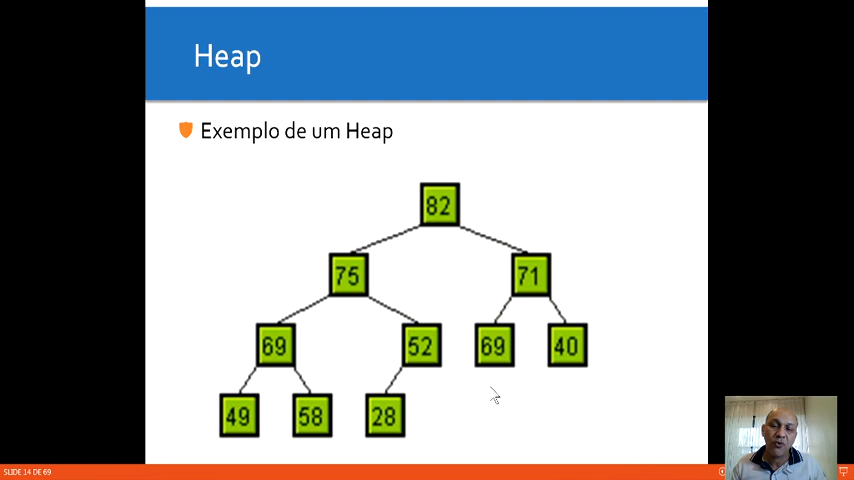 Heap
Exemplo de um Heap
82
75 71
69 52 69 40
49 58 28
SLIDE 14 DE 69